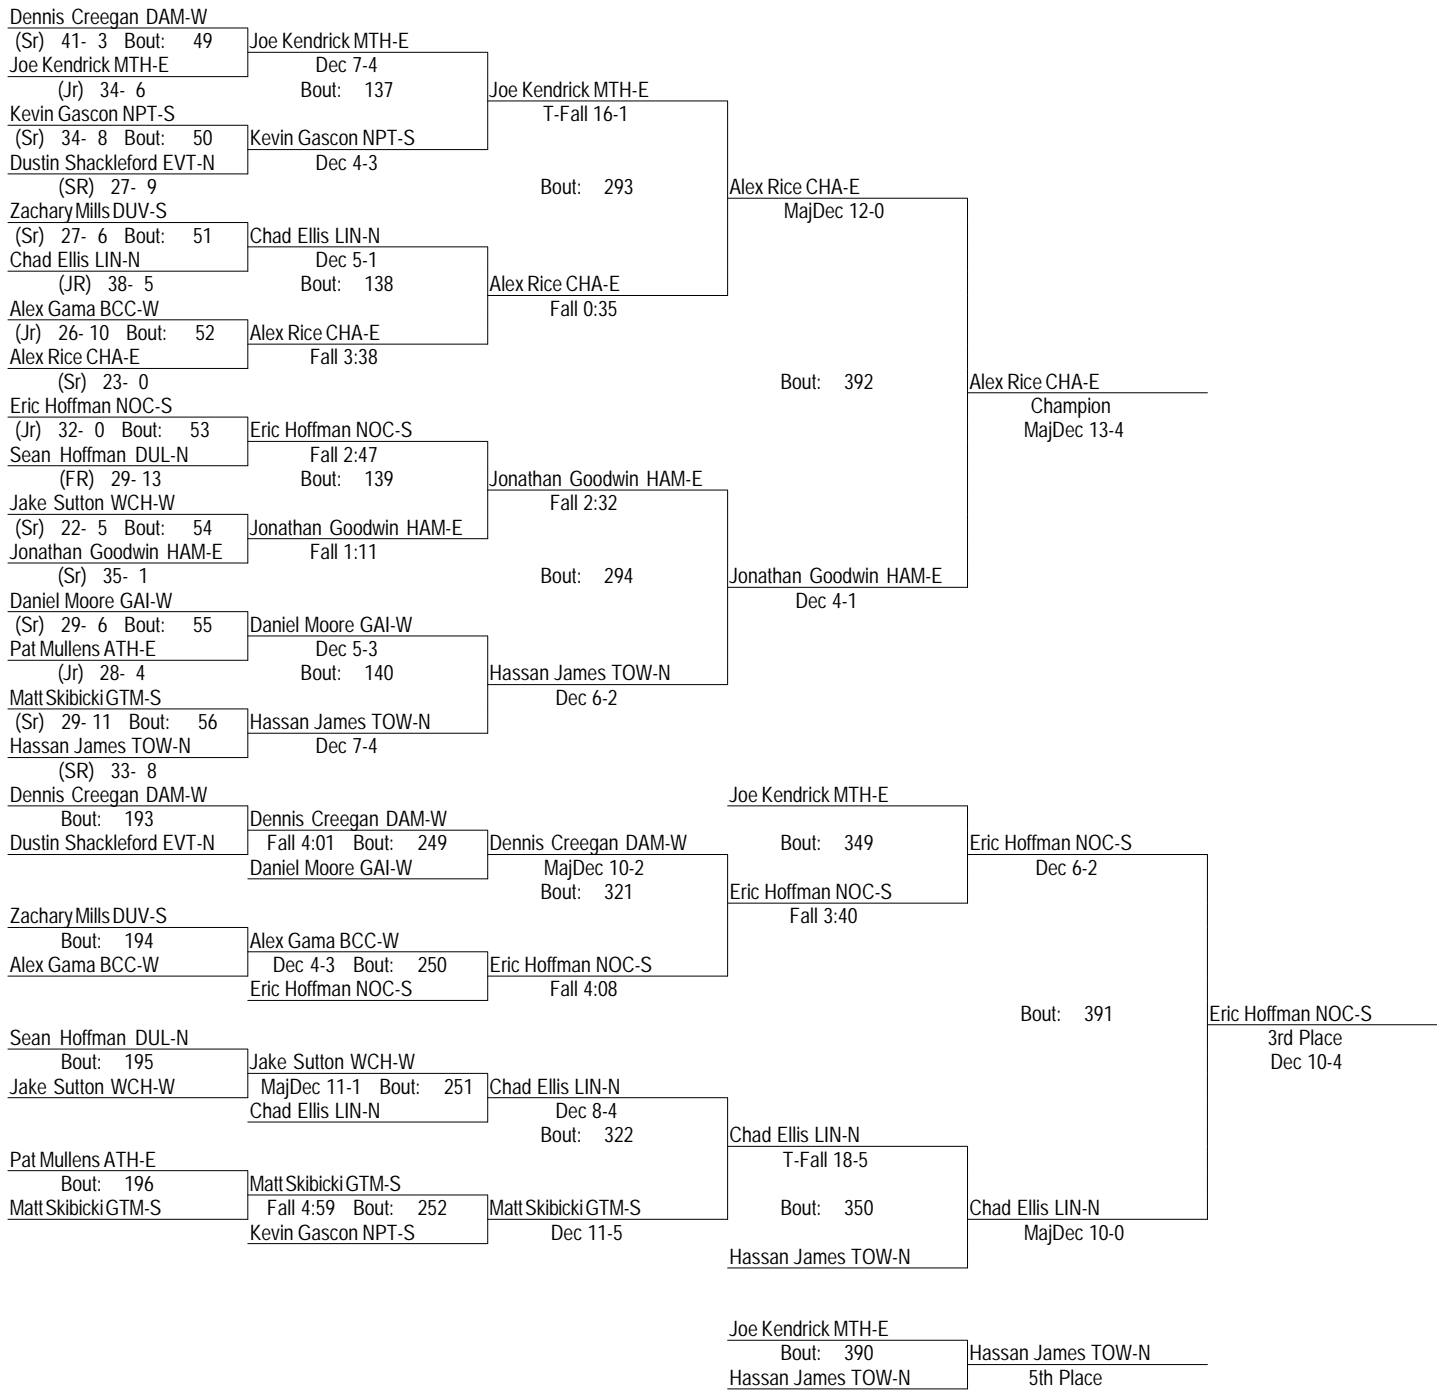 Dennis Creegan DAM-W
(Sr) 41- 3 Bout: 49 Joe Kendrick MTH-E
Joe Kendrick MTH-E Dec 7-4
(Jr) 34- 6 Bout: 137 Joe Kendrick MTH-E
Kevin Gascon NPT-S T-Fall 16-1
(Sr) 34- 8 Bout: 50 Kevin Gascon NPT-S
Dustin Shackleford EVT-N Dec 4-3
(SR) 27- 9 Bout: 293 Alex Rice CHA-E
Zachary Mills DUV-S MajDec 12-0
(Sr) 27- 6 Bout: 51 Chad Ellis LIN-N
Chad Ellis LIN-N Dec 5-1
(JR) 38- 5 Bout: 138 Alex Rice CHA-E
Alex Gama BCC-W Fall 0:35
(Jr) 26- 10 Bout: 52 Alex Rice CHA-E
Alex Rice CHA-E Fall 3:38
(Sr) 23- 0 Bout: 392 Alex Rice CHA-E
Eric Hoffman NOC-S Champion
(Jr) 32- 0 Bout: 53 Eric Hoffman NOC-S MajDec 13-4
Sean Hoffman DUL-N Fall 2:47
(FR) 29- 13 Bout: 139 Jonathan Goodwin HAM-E
Jake Sutton WCH-W Fall 2:32
(Sr) 22- 5 Bout: 54 Jonathan Goodwin HAM-E
Jonathan Goodwin HAM-E Fall 1:11
(Sr) 35- 1 Bout: 294 Jonathan Goodwin HAM-E
Daniel Moore GAI-W Dec 4-1
(Sr) 29- 6 Bout: 55 Daniel Moore GAI-W
Pat Mullens ATH-E Dec 5-3
(Jr) 28- 4 Bout: 140 Hassan James TOW-N
Matt Skibicki GTM-S Dec 6-2
(Sr) 29- 11 Bout: 56 Hassan James TOW-N
Hassan James TOW-N Dec 7-4
(SR) 33- 8
Dennis Creegan DAM-W Joe Kendrick MTH-E
Bout: 193 Dennis Creegan DAM-W
Dustin Shackleford EVT-N Fall 4:01 Bout: 249 Dennis Creegan DAM-W Bout: 349 Eric Hoffman NOC-S
Daniel Moore GAI-W MajDec 10-2 Dec 6-2
Bout: 321 Eric Hoffman NOC-S
Zachary Mills DUV-S Fall 3:40
Bout: 194 Alex Gama BCC-W
Alex Gama BCC-W Dec 4-3 Bout: 250 Eric Hoffman NOC-S
Eric Hoffman NOC-S Fall 4:08
Bout: 391 Eric Hoffman NOC-S
Sean Hoffman DUL-N 3rd Place
Bout: 195 Jake Sutton WCH-W Dec 10-4
Jake Sutton WCH-W MajDec 11-1 Bout: 251 Chad Ellis LIN-N
Chad Ellis LIN-N Dec 8-4
Bout: 322 Chad Ellis LIN-N
Pat Mullens ATH-E T-Fall 18-5
Bout: 196 Matt Skibicki GTM-S
Matt Skibicki GTM-S Fall 4:59 Bout: 252 Matt Skibicki GTM-S Bout: 350 Chad Ellis LIN-N
Kevin Gascon NPT-S Dec 11-5 MajDec 10-0
Hassan James TOW-N
Joe Kendrick MTH-E
Bout: 390 Hassan James TOW-N
Hassan James TOW-N 5th Place